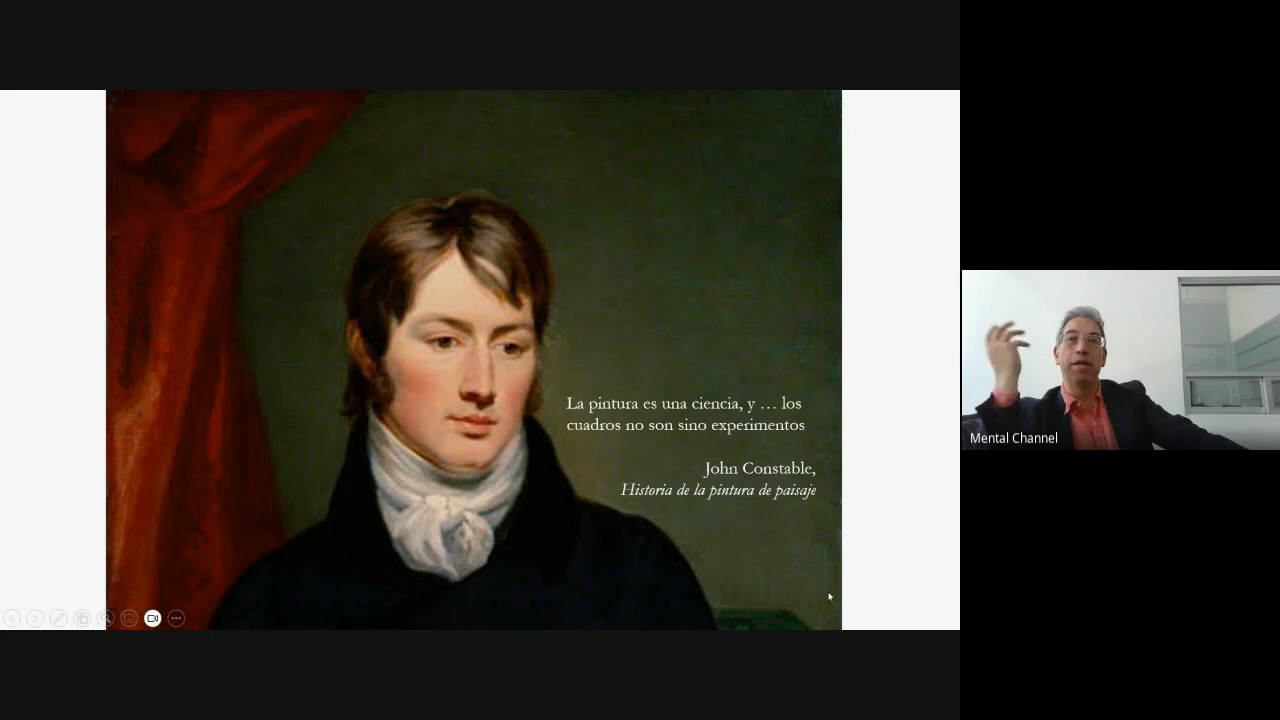 La pintura es una ciencia, y … los
cuadros no son sino experimentos
John Constable,
Historia de la pintura de paisaje
Mental Channel